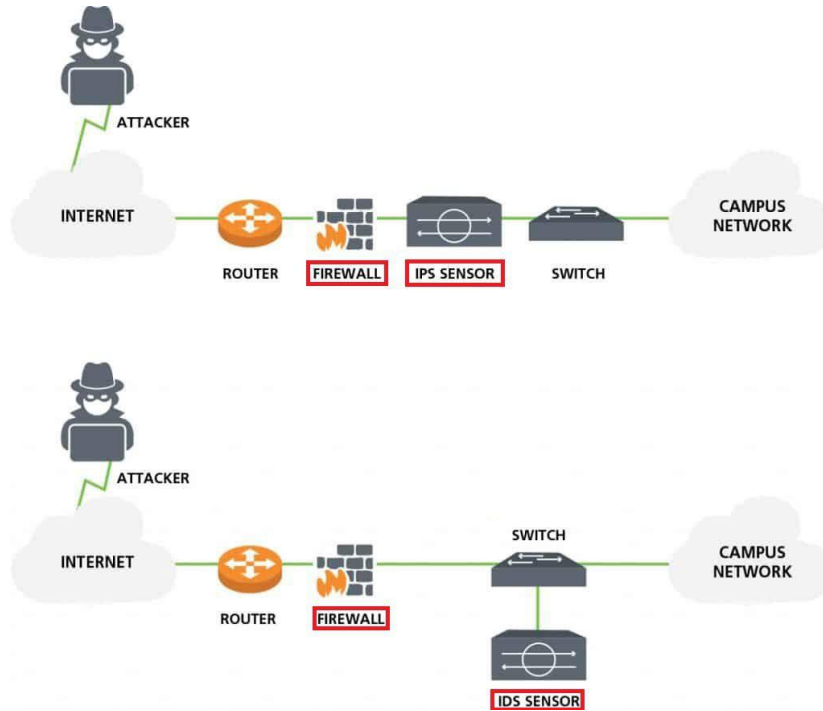 ATTACKER
INTERNET
CAMPUS
NETWORK
ROUTER
FIREWALL
IPS SENSOR
SWITCH
ATTACKER
SWITCH
INTERNET
CAMPUS
NETWORK
ROUTER
FIREWALL
IDS SENSOR